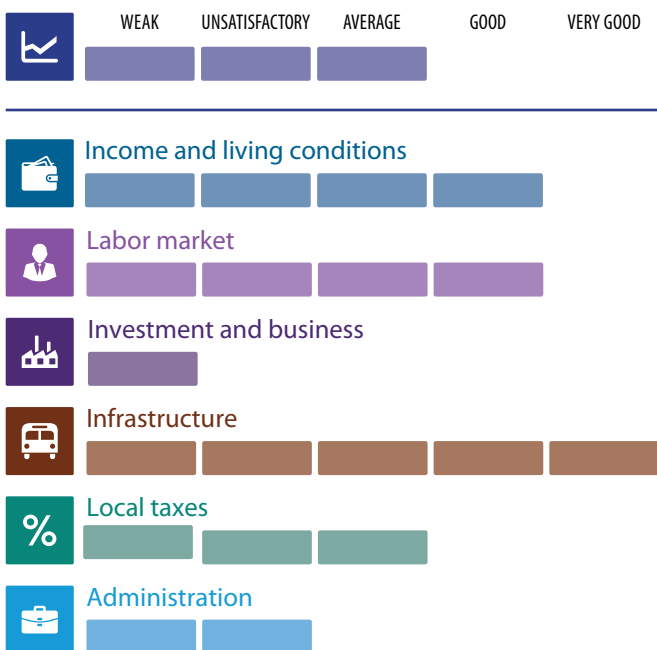 WEAK UNSATISFACTORY AVERAGE GOOD VERY GOOD
Income and living conditions
Labor market
Investment and business
Infrastructure
Local taxes
%
Administration